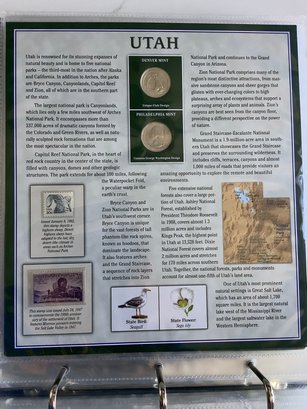 UTAH
Utah is renowned for its stunning expanses
of natural beauty and is home to five national
parks – the third-most in the nation after Alaska
and California. In addition to Arches, the parks
are Bryce Canyon, Canyonlands, Capitol Reef
and Zion, all of which are in the southern part
of the state.
The largest national park is Canyonlands,
which lies only a few miles southwest of Arches
National Park. It encompasses more than
337,000 acres of dramatic canyons formed by
the Colorado and Green Rivers, as well as
sculpted rock formations that are among
the most spectacular in the nation.
Capitol Reef National Park, in the heart of
red rock country in the center of the state, is
filled with canyons, domes and other geologic
structures. The park extends for about 100 miles, following
the Waterpocket Fold,
a peculiar warp in the
earth's crust.
Bryce Canyon and
Zion National Parks are in
Utah's southwest corner.
Bryce Canyon is unique
for the vast forests of tall
phantom-like rock spires,
known as hoodoos, that
dominate the landscape.
It also features arches
and the Grand Staircase,
a sequence of rock layers
that stretches into Zion
DENVER MINT
PHILADELPHIA MINT
National Park and continues to the Grand
Canyon in Arizona.
Zion National Park comprises many of the
region's most distinctive attractions, from
massive sandstone canyons and sheer gorges that
glisten with ever-changing colors to high
plateaus, arches and ecosystems that support a
surprising array of plants and animals. Zion's
canyons are best seen from the canyon floor,
providing a different perspective on the power
of nature.
Grand Staircase-Escalante National
Monument is a 1.9 million acre area in
Utah that showcases the Grand Staircase
and preserves the surrounding wilderness. It
includes cliffs, terraces, canyons and almost
1,000 miles of roads that provide visitors an
amazing opportunity to explore the remote and beautiful
environments.
Five extensive national
forests also cover a large part
of Utah. Ashley National
Forest, established by
President Theodore Roosevelt
in 1908, covers about 1.3
million acres and includes
Kings Peak, the highest point
in Utah at 13,528 feet. Dixie
National Forest covers almost
2 million acres and stretches
for 170 miles across southern
Utah. Together, the national forests, parks and monuments
account for almost one-fifth of Utah's land area.
One of Utah's most prominent
natural settings is Great Salt Lake,
which has an area of about 1,700
square miles. It is the largest natural
lake west of the Mississippi River
and the largest saltwater lake in the
Western Hemisphere.
This stamp was issued July 24, 1947
State Bird
Seagull
State Flower
Sego lily